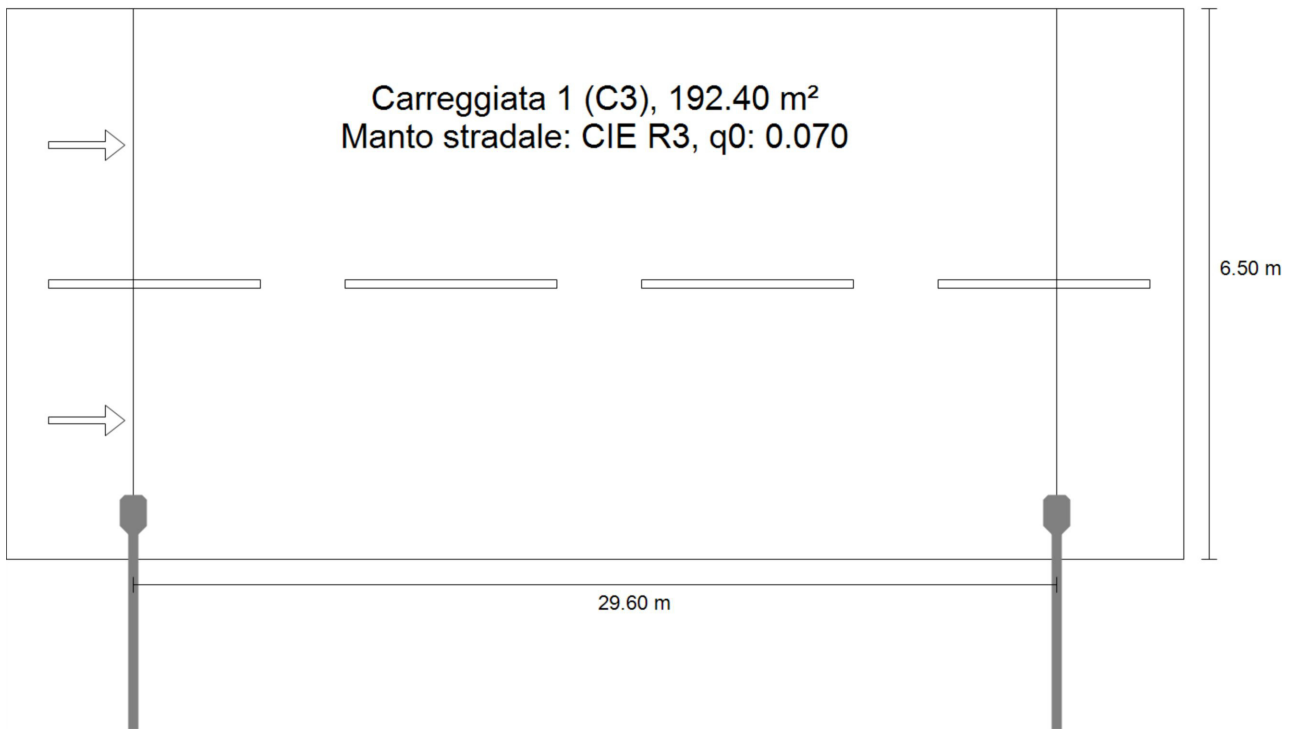 Carreggiata 1 (C3), 192.40 m²
Manto stradale: CIE R3, q0: 0.070
6.50 m
29.60 m